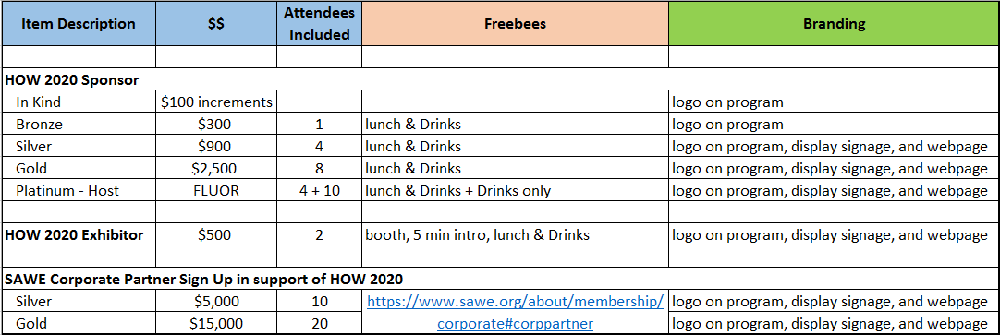 Item Description $$ Attendees Included Freebees Branding
HOW 2020 Sponsor
In Kind $100 increments logo on program
Bronze $300 1 lunch & Drinks logo on program
Silver $900 4 lunch & Drinks logo on program, display signage, and webpage
Gold $2,500 8 lunch & Drinks logo on program, display signage, and webpage
Platinum - Host FLUOR 4 + 10 lunch & Drinks + Drinks only logo on program, display signage, and webpage
HOW 2020 Exhibitor $500 2 booth, 5 min intro, lunch & Drinks logo on program, display signage, and webpage
SAWE Corporate Partner Sign Up in support of HOW 2020
Silver $5,000 10 https://www.sawe.org/about/membership/ logo on program, display signage, and webpage
Gold $15,000 20 corporate#corppartner logo on program, display signage, and webpage